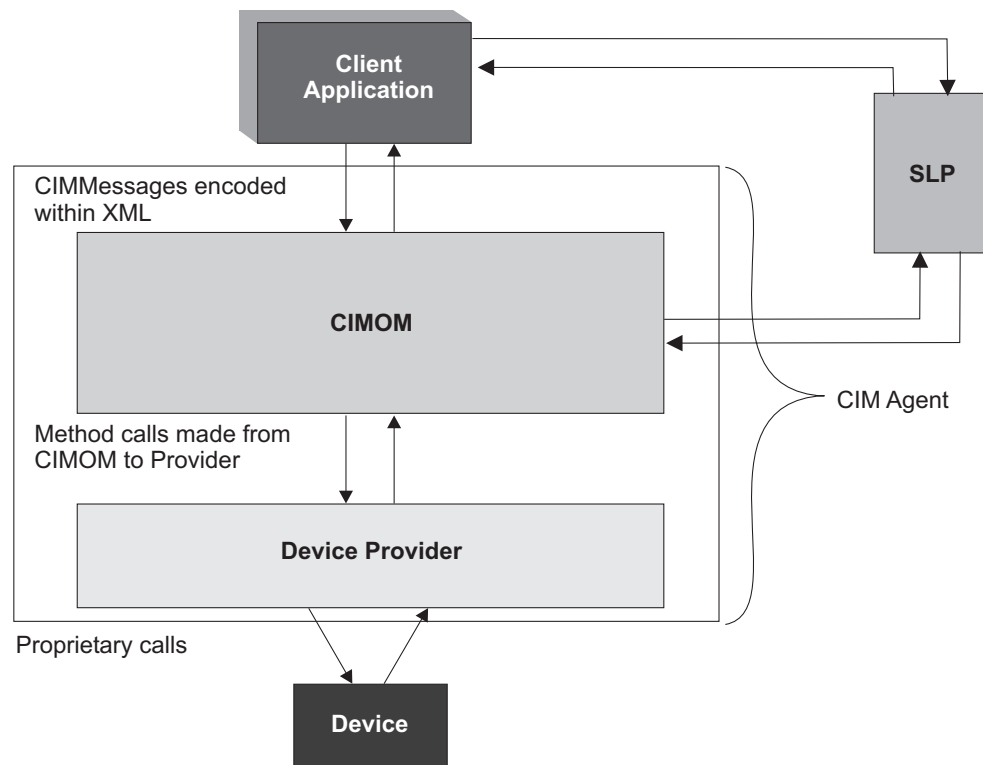 Client
Application
SLP
CIMMessages encoded
within XML
CIMOM
CIM Agent
Method calls made from
CIMOM to Provider
Device Provider
Proprietary calls
Device